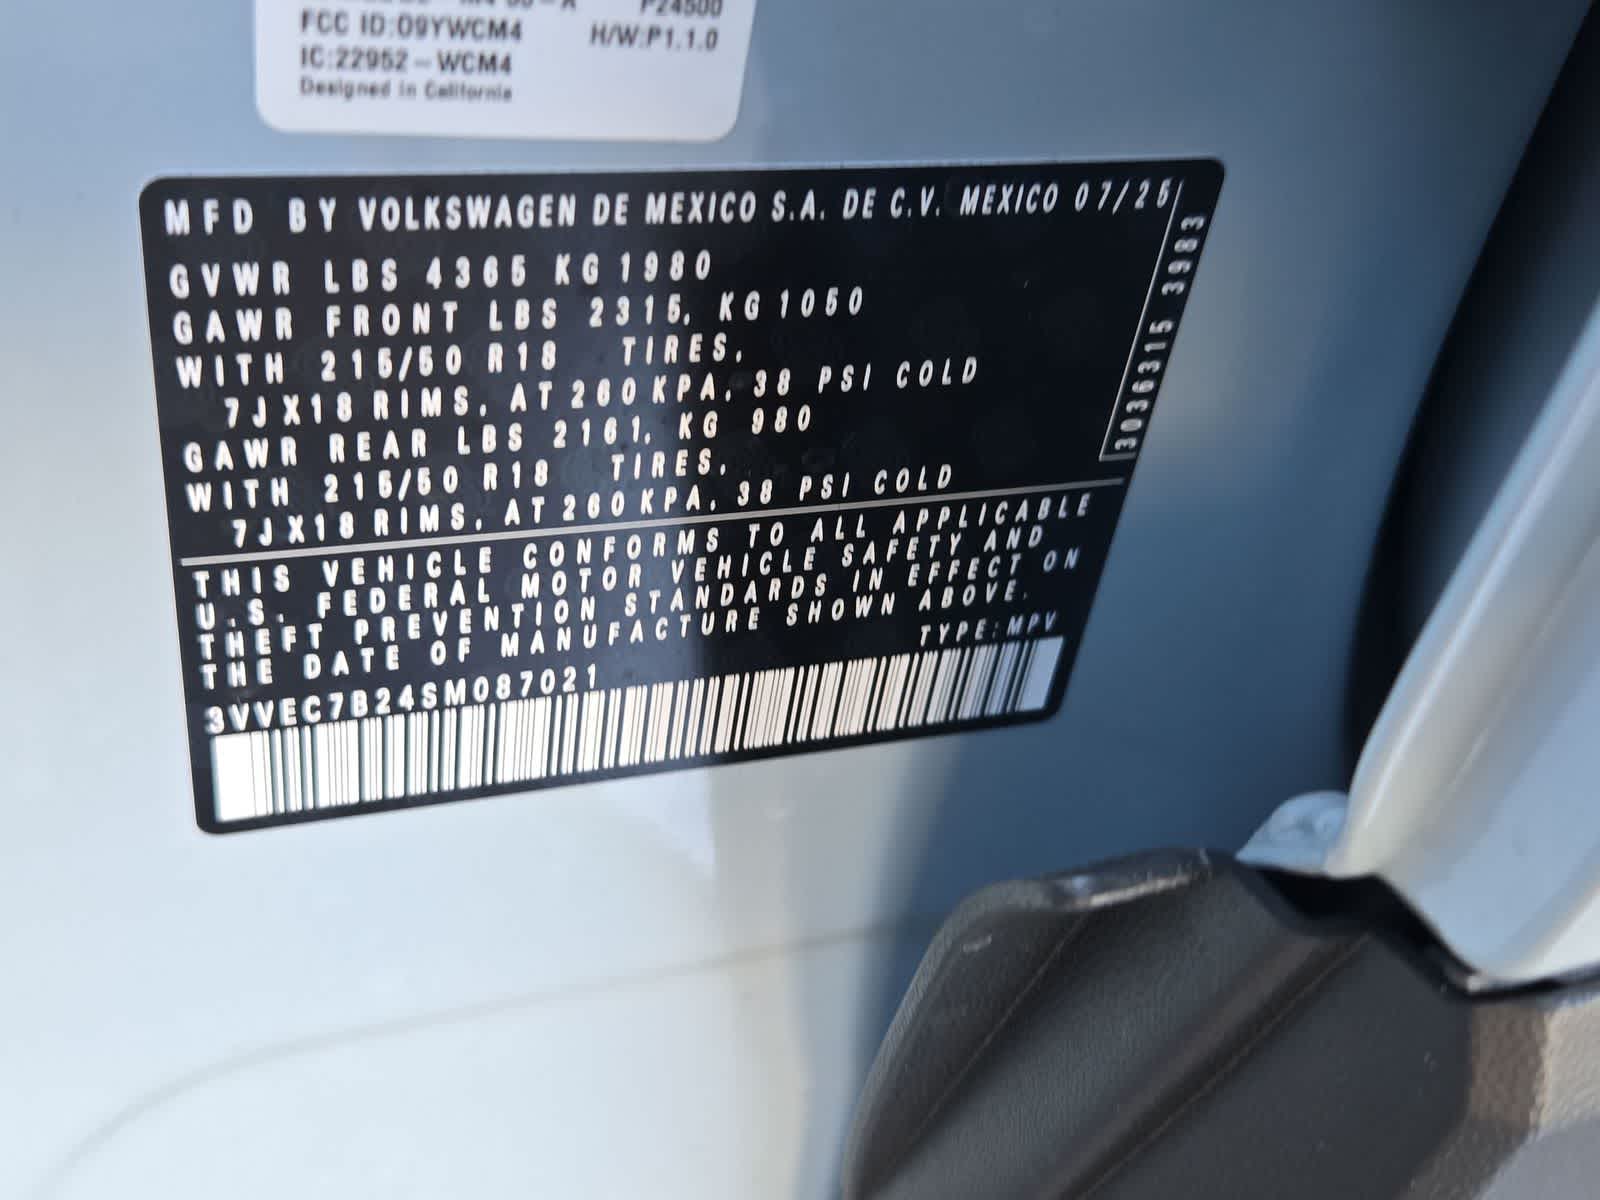 P24500
FCC ID:O9YWCM4 H/W:P1.1.0
IC:22952-WCM4
Designed in California
MFD BY VOLKSWAGEN DE MEXICO S.A. DE C.V. MEXICO 07/25
GVWR LBS 4365 KG 1980
GAWR FRONT LBS 2315, KG 1050
WITH 215/50 R18 TIRES,
7JX18 RIMS, AT 260 KPA, 38 PSI COLD
GAWR REAR LBS 2161, KG 980
WITH 215/50 R18 TIRES,
7JX18 RIMS, AT 260 KPA, 38 PSI COLD
3036315 3983
THIS VEHICLE CONFORMS TO ALL APPLICABLE
U.S. FEDERAL MOTOR VEHICLE SAFETY AND
THEFT PREVENTION STANDARDS IN EFFECT ON
THE DATE OF MANUFACTURE SHOWN ABOVE.
TYPE:MPV
3VVEC7B24SM087021